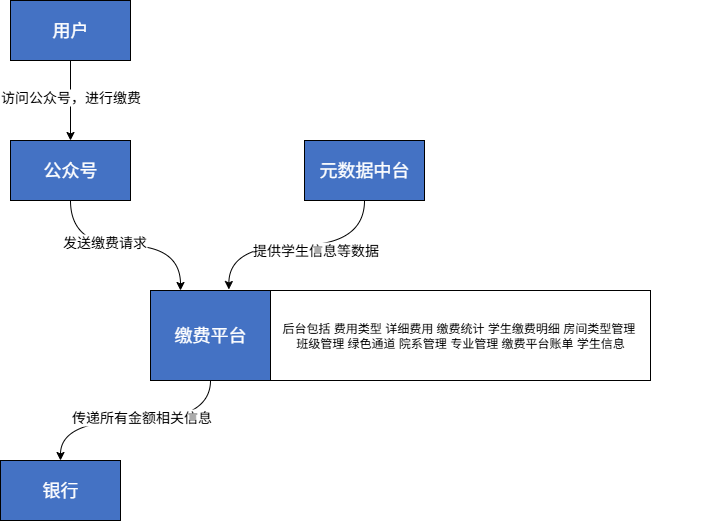 用户
访问公众号，进行缴费
公众号
元数据中台
发送缴费请求
提供学生信息等数据
缴费平台
后台包括 费用类型 详细费用 缴费统计 学生缴费明细 房间类型管理
班级管理 绿色通道 院系管理 专业管理 缴费平台账单 学生信息
传递所有金额相关信息
银行